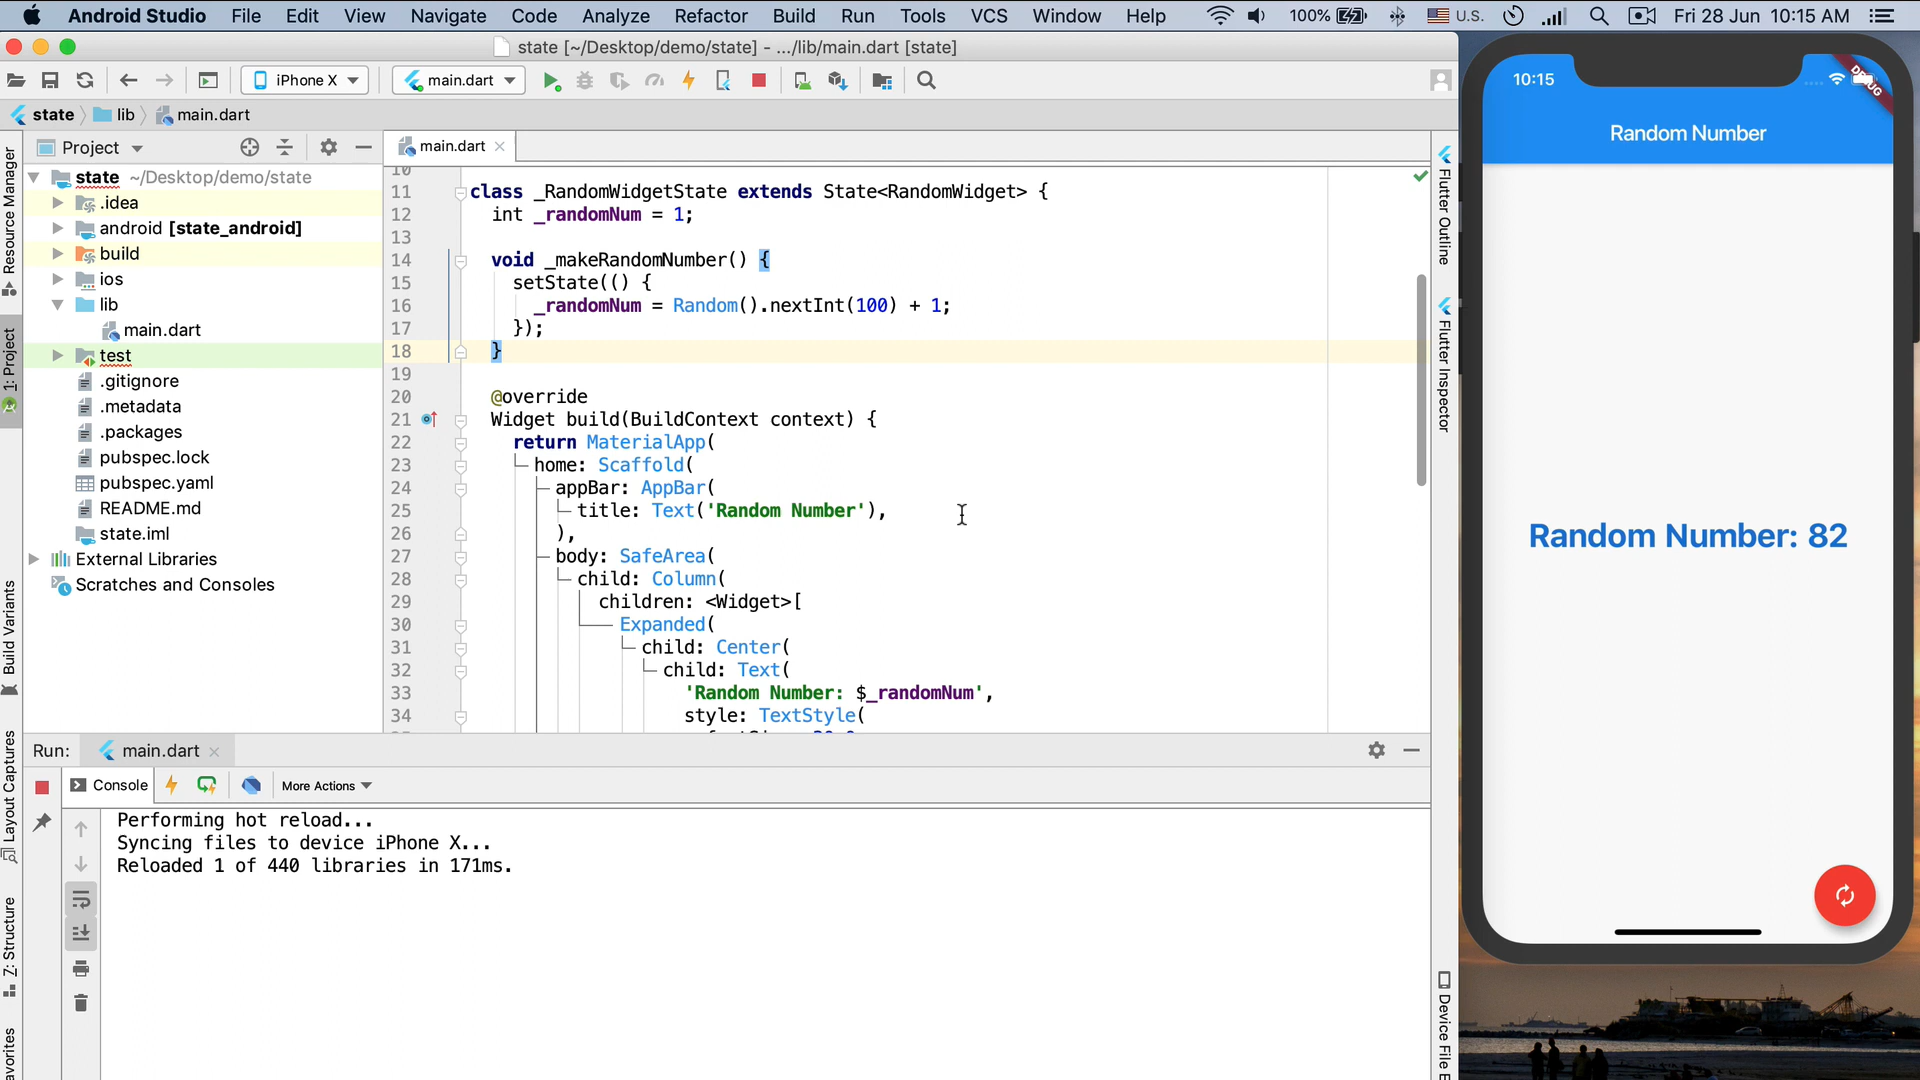 Android Studio File Edit View Navigate Code Analyze Refactor Build Run Tools VCS Window Help 100% U.S. Fri 28 Jun 10:15 AM
state [~/Desktop/demo/state] - .../lib/main.dart [state]
iPhone X main.dart
state lib main.dart
Project
main.dart
state ~/Desktop/demo/state
.idea
android [state_android]
build
ios
lib
main.dart
test
.gitignore
.metadata
.packages
pubspec.lock
pubspec.yaml
README.md
state.iml
External Libraries
Scratches and Consoles
Resource Manager
1: Project
Build Variants
Layout Captures
Z: Structure
10
11 class _RandomWidgetState extends State<RandomWidget> {
12 int _randomNum = 1;
13
14 void _makeRandomNumber() {
15 setState(() {
16 _randomNum = Random().nextInt(100) + 1;
17 });
18 }
19
20 @override
21 Widget build(BuildContext context) {
22 return MaterialApp(
23 home: Scaffold(
24 appBar: AppBar(
25 title: Text('Random Number'),
26 ),
27 body: SafeArea(
28 child: Column(
29 children: <Widget>[
30 Expanded(
31 child: Center(
32 child: Text(
33 'Random Number: $_randomNum',
34 style: TextStyle(
Flutter Outline
Flutter Inspector
Device File E
Run: main.dart
Console More Actions
Performing hot reload...
Syncing files to device iPhone X...
Reloaded 1 of 440 libraries in 171ms.
10:15
DEBUG
Random Number
Random Number: 82